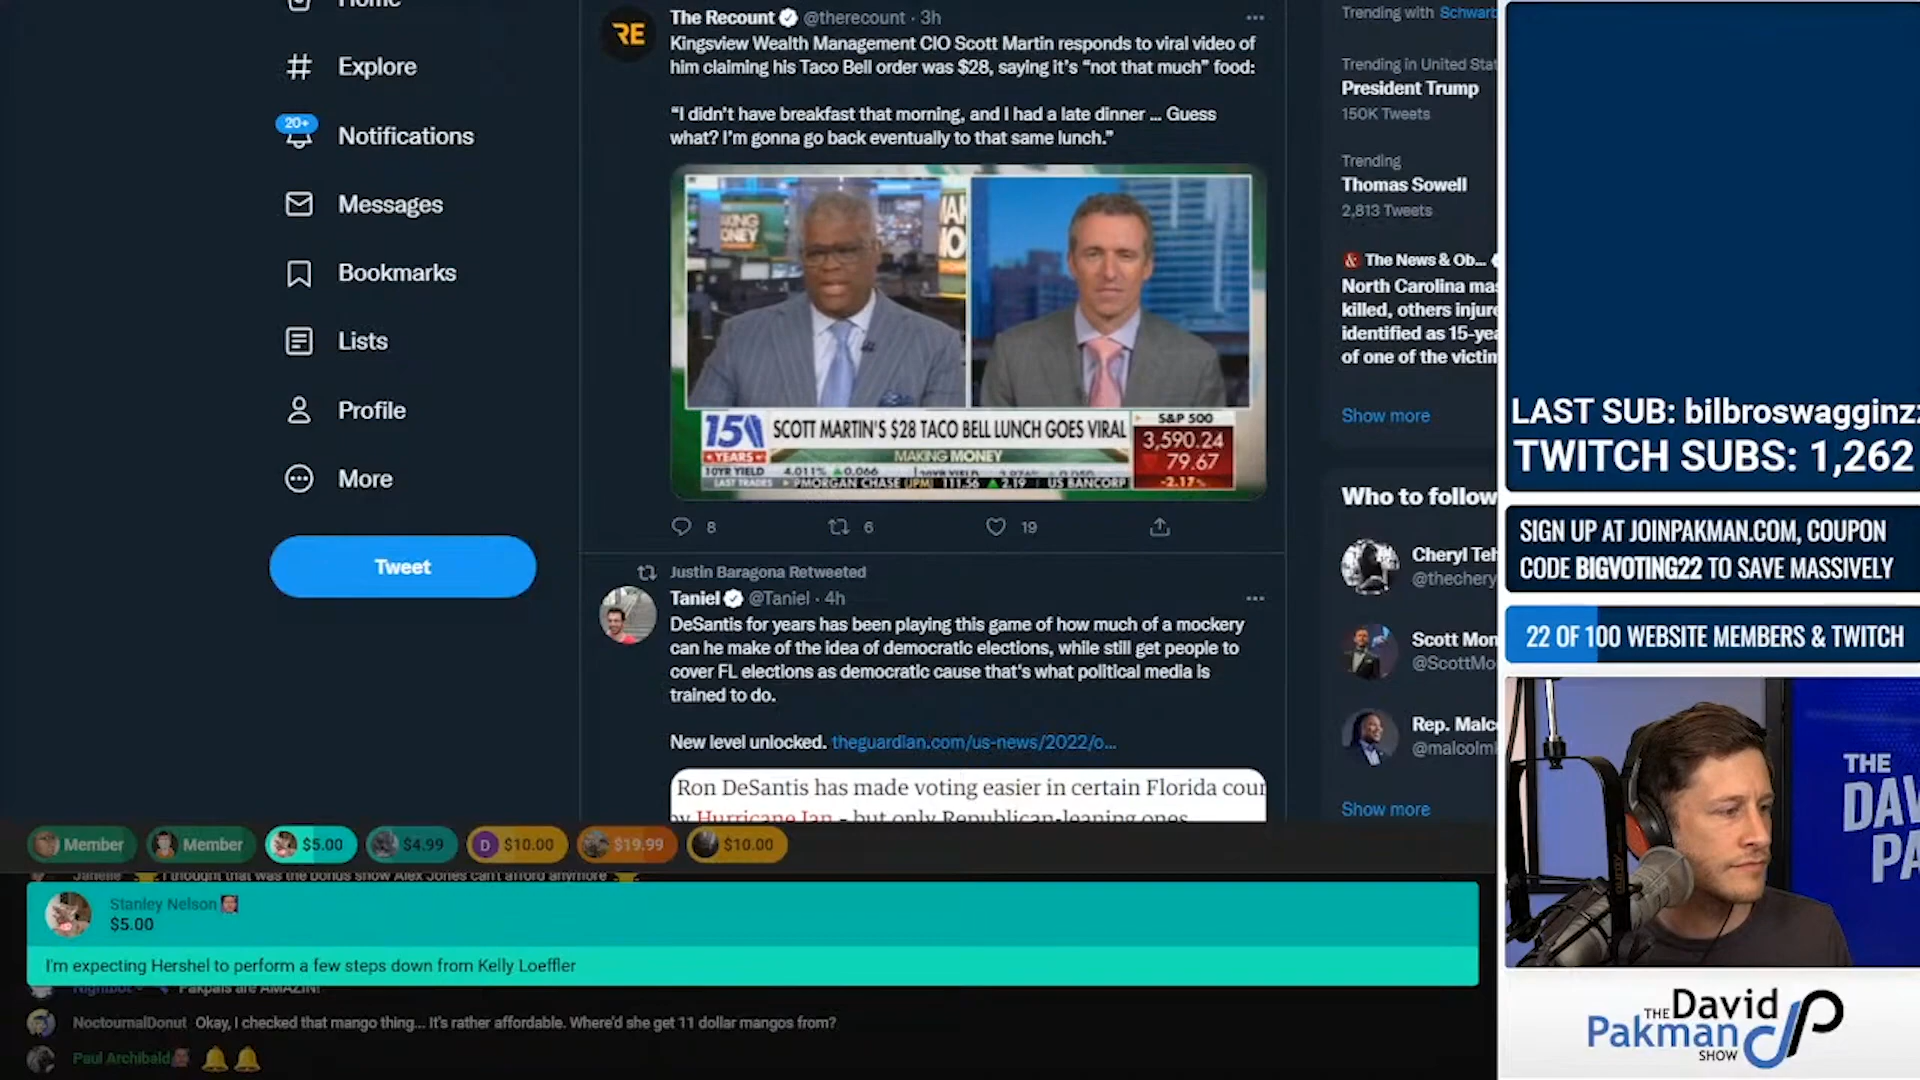 Home
Explore
20+
Notifications
Messages
Bookmarks
Lists
Profile
More
Tweet
RE
The Recount @therecount · 3h
Kingsview Wealth Management CIO Scott Martin responds to viral video of
him claiming his Taco Bell order was $28, saying it's "not that much" food:
"I didn't have breakfast that morning, and I had a late dinner ... Guess
what? I'm gonna go back eventually to that same lunch."
15
YEARS
SCOTT MARTIN'S $28 TACO BELL LUNCH GOES VIRAL
MAKING MONEY
S&P 500
3,590.24
79.67
-2.17%
10YR YIELD 4.011% ▲0.066
LAST TRADES PMORGAN CHASE (JPM) 111.56 ▲2.19 US BANCORP
8 6 19
Justin Baragona Retweeted
Taniel @Taniel · 4h
DeSantis for years has been playing this game of how much of a mockery
can he make of the idea of democratic elections, while still get people to
cover FL elections as democratic cause that's what political media is
trained to do.
New level unlocked. theguardian.com/us-news/2022/o...
Ron DeSantis has made voting easier in certain Florida cour
by Hurricane Ian - but only Republican-leaning ones
Trending with Schwarb
Trending in United Stat
President Trump
150K Tweets
Trending
Thomas Sowell
2,813 Tweets
The News & Ob...
North Carolina mas
killed, others injure
identified as 15-yea
of one of the victim
Show more
Who to follow
Cheryl Teh
@thechery
Scott Mon
@ScottMo
Rep. Malco
@malcolml
Show more
LAST SUB: bilbroswagginzz
TWITCH SUBS: 1,262
SIGN UP AT JOINPAKMAN.COM, COUPON
CODE BIGVOTING22 TO SAVE MASSIVELY
22 OF 100 WEBSITE MEMBERS & TWITCH
THE
DAV
PA
THE David
Pakman
SHOW
Member Member $5.00 $4.99 D $10.00 $19.99 $10.00
Janelle I thought that was the bonus show Alex Jones can't afford anymore
Stanley Nelson
$5.00
I'm expecting Hershel to perform a few steps down from Kelly Loeffler
Nightbot Pakpals are AMAZIN!
NoctournalDonut Okay, I checked that mango thing... It's rather affordable. Where'd she get 11 dollar mangos from?
Paul Archibald